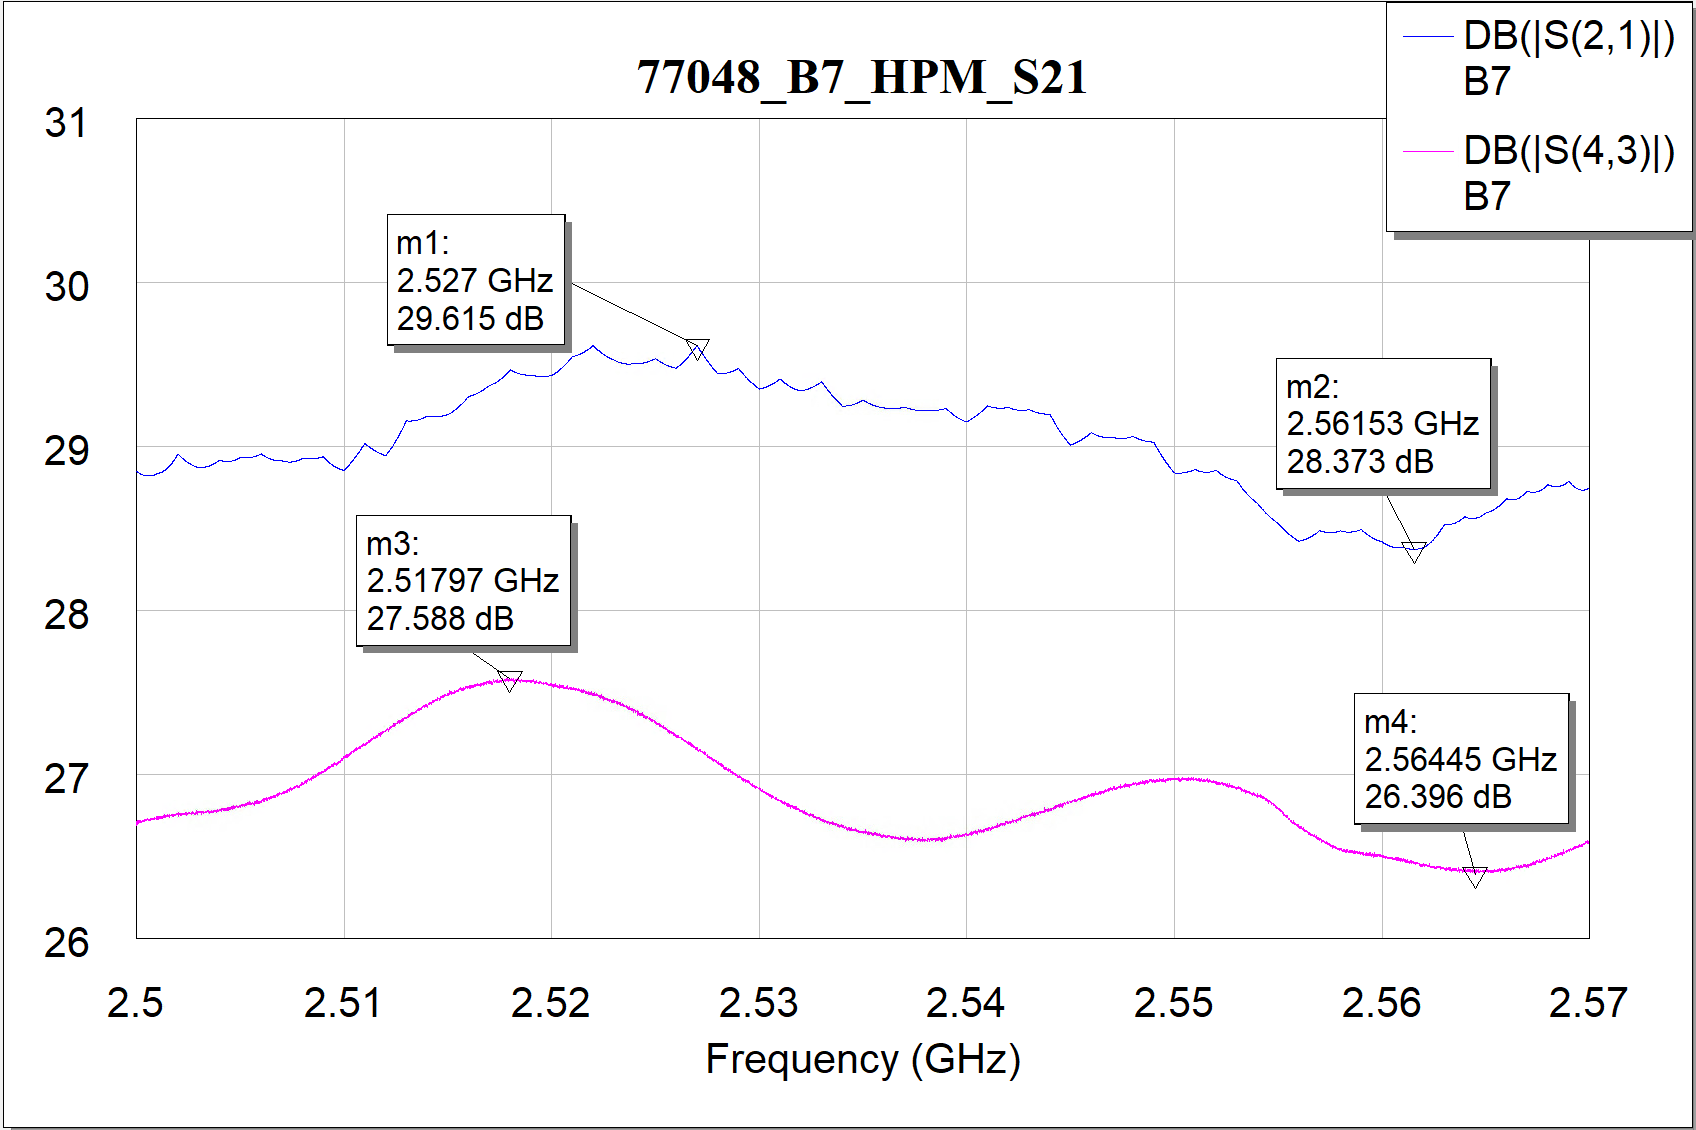 77048_B7_HPM_S21
DB(|S(2,1)|)
B7
DB(|S(4,3)|)
B7
31
30
29
28
27
26
m1:
2.527 GHz
29.615 dB
m2:
2.56153 GHz
28.373 dB
m3:
2.51797 GHz
27.588 dB
m4:
2.56445 GHz
26.396 dB
2.5 2.51 2.52 2.53 2.54 2.55 2.56 2.57
Frequency (GHz)